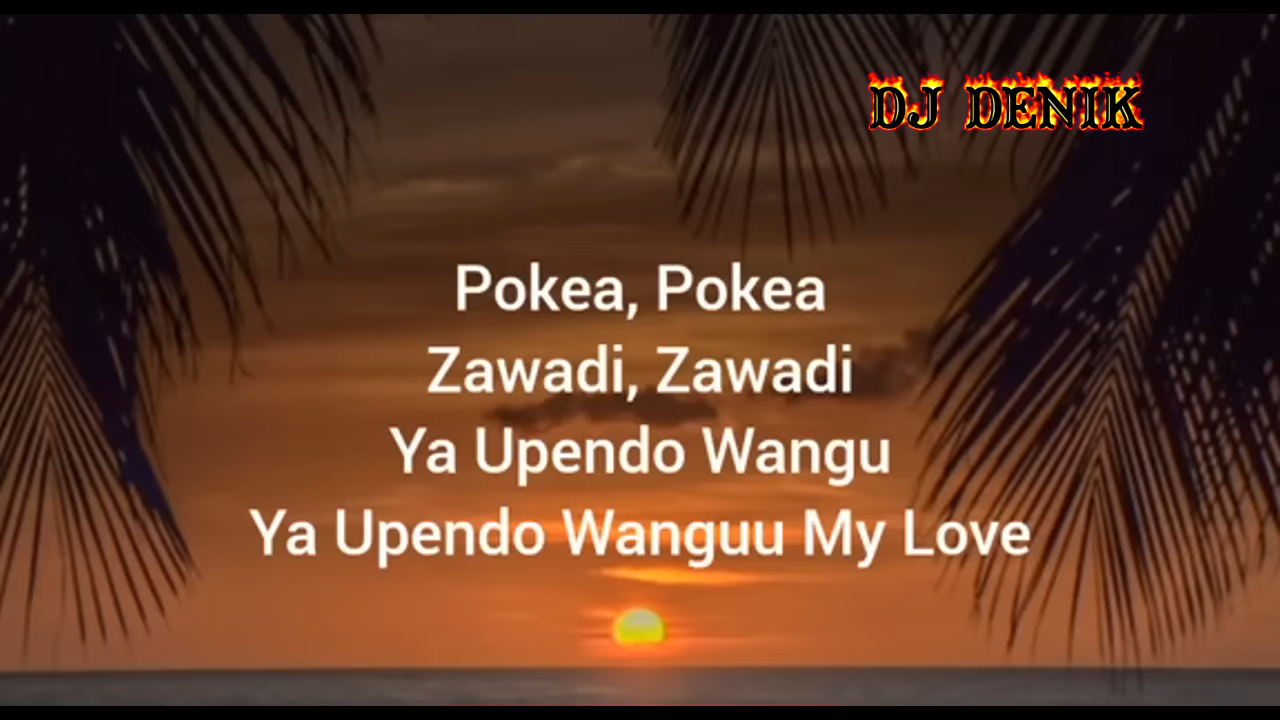 DJ DENIK
Pokea, Pokea
Zawadi, Zawadi
Ya Upendo Wangu
Ya Upendo Wanguu My Love